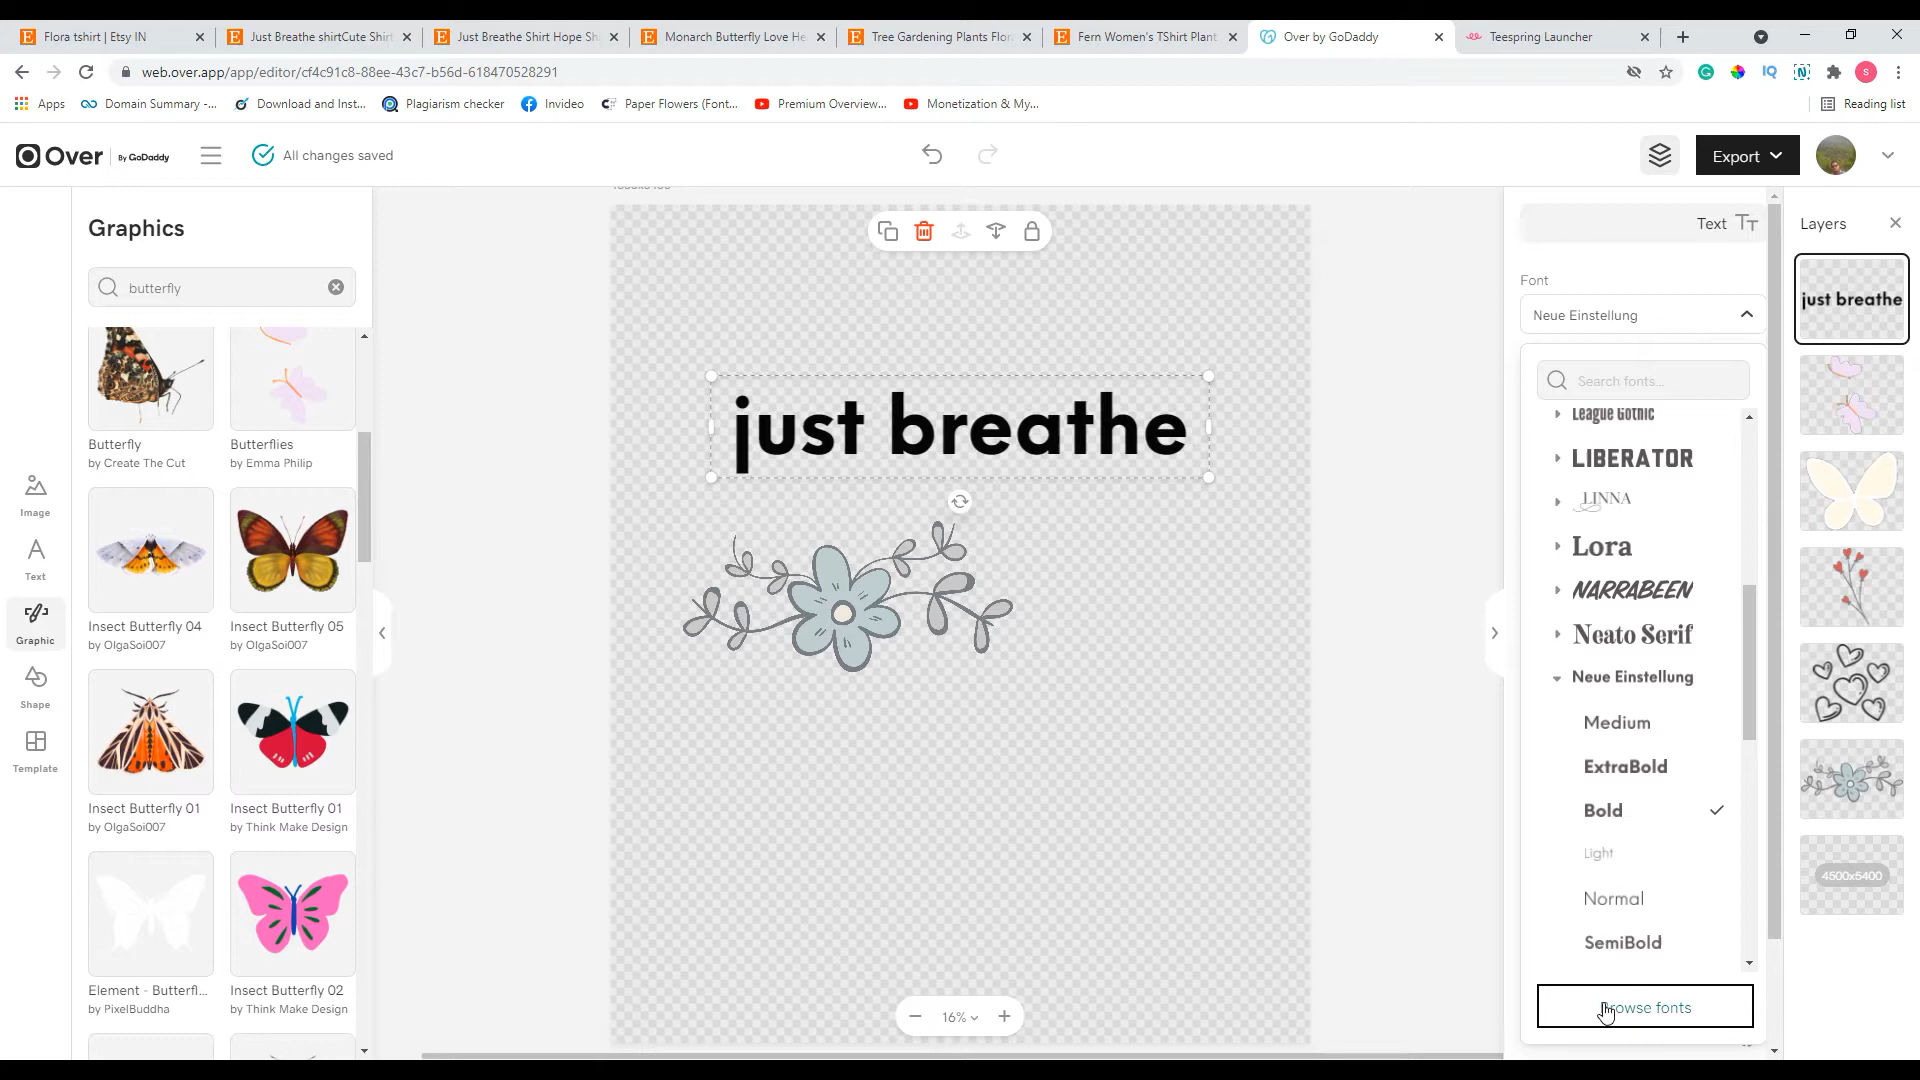 Flora tshirt | Etsy IN
Just Breathe shirtCute Shirt
Just Breathe Shirt Hope Sh
Monarch Butterfly Love He
Tree Gardening Plants Flor
Fern Women's TShirt Plant
Over by GoDaddy
Teespring Launcher
web.over.app/app/editor/cf4c91c8-88ee-43c7-b56d-618470528291
Apps
Domain Summary -...
Download and Inst...
Plagiarism checker
Invideo
Paper Flowers (Font...
Premium Overview...
Monetization & My...
Reading list
Over
By GoDaddy
All changes saved
Export
Graphics
butterfly
Butterfly
by Create The Cut
Butterflies
by Emma Philip
Insect Butterfly 04
by OlgaSoi007
Insect Butterfly 05
by OlgaSoi007
Insect Butterfly 01
by OlgaSoi007
Insect Butterfly 01
by Think Make Design
Element - Butterfl...
by PixelBuddha
Insect Butterfly 02
by Think Make Design
Image
Text
Graphic
Shape
Template
just breathe
16%
Text
Font
Neue Einstellung
Search fonts...
League Gothic
LIBERATOR
LINNA
Lora
NARRABEEN
Neato Serif
Neue Einstellung
Medium
ExtraBold
Bold
Light
Normal
SemiBold
Browse fonts
Layers
just breathe
4500x5400